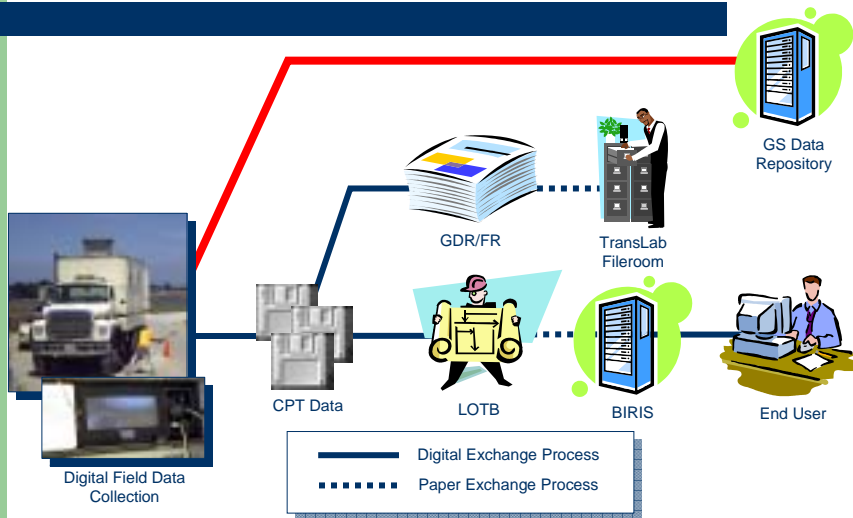 GS Data
Repository
GDR/FR
TransLab
Fileroom
CPT Data
LOTB
BIRIS
End User
Digital Field Data
Collection
Digital Exchange Process
Paper Exchange Process